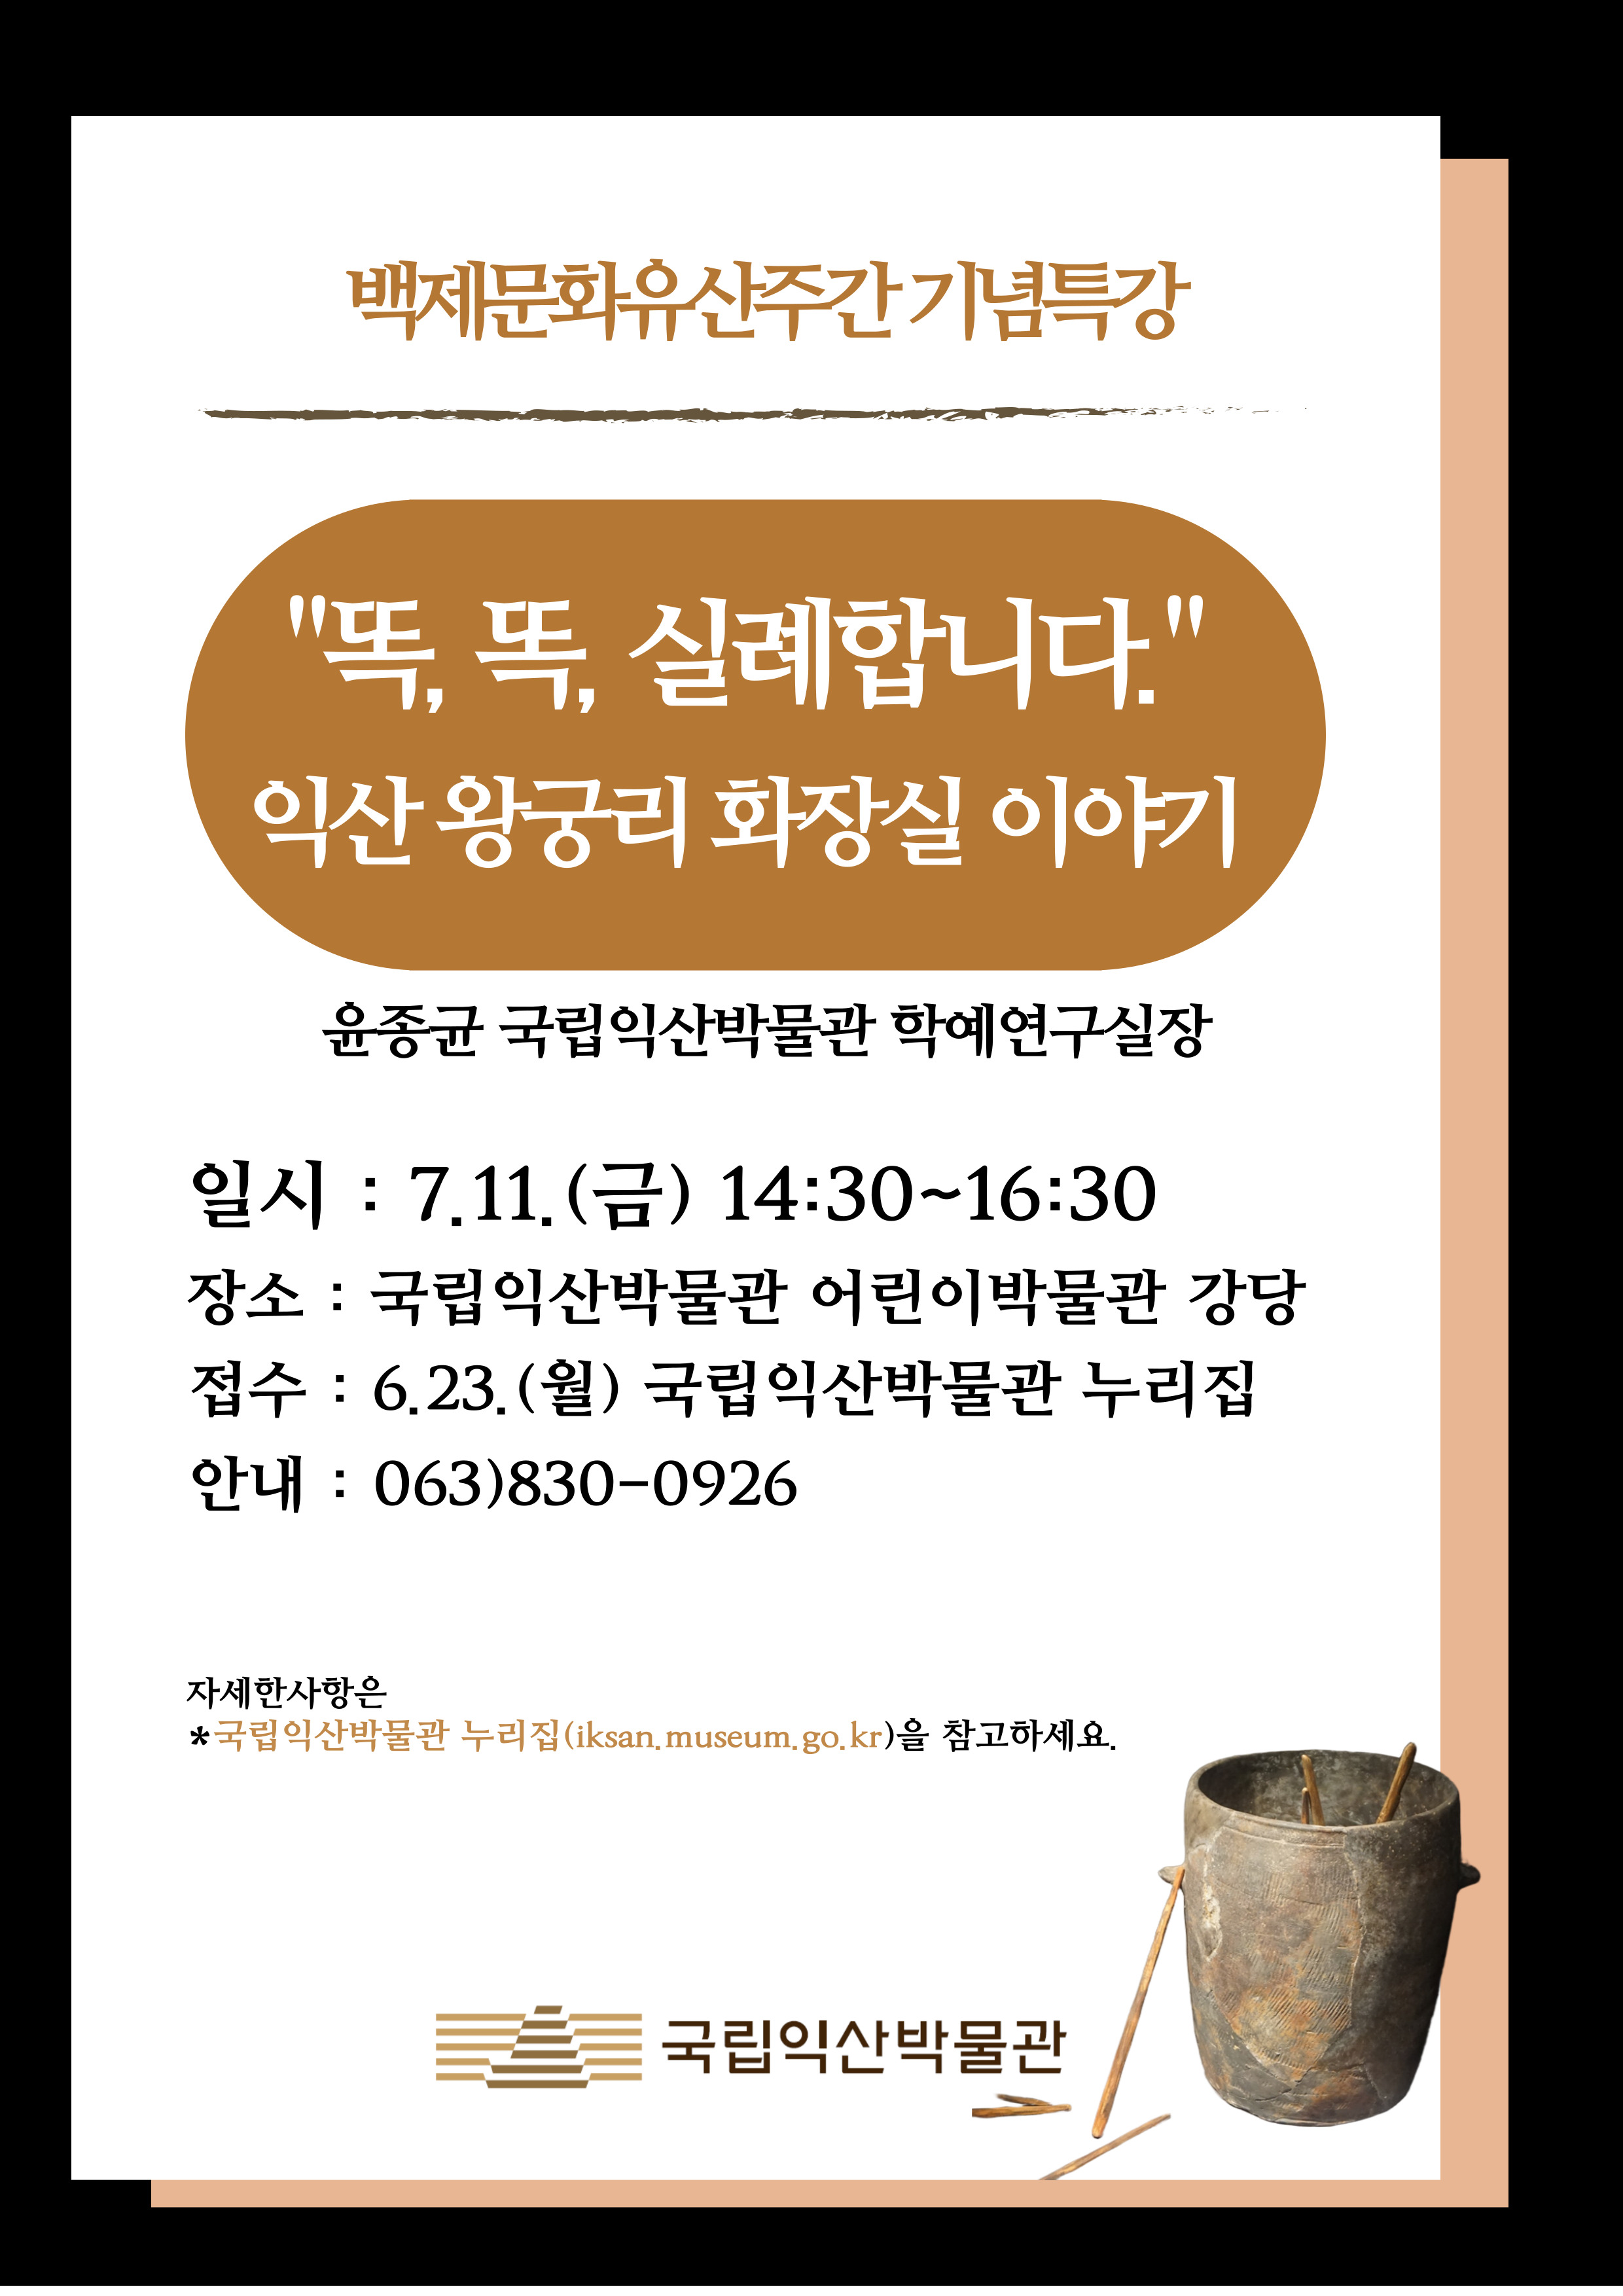 백제문화유산주간 기념특강
"똑, 똑, 실례합니다."
익산 왕궁리 화장실 이야기
윤종균 국립익산박물관 학예연구실장
일시 : 7.11.(금) 14:30~16:30
장소 : 국립익산박물관 어린이박물관 강당
접수 : 6.23.(월) 국립익산박물관 누리집
안내 : 063)830-0926
자세한사항은
*국립익산박물관 누리집(iksan.museum.go.kr)을 참고하세요.
국립익산박물관